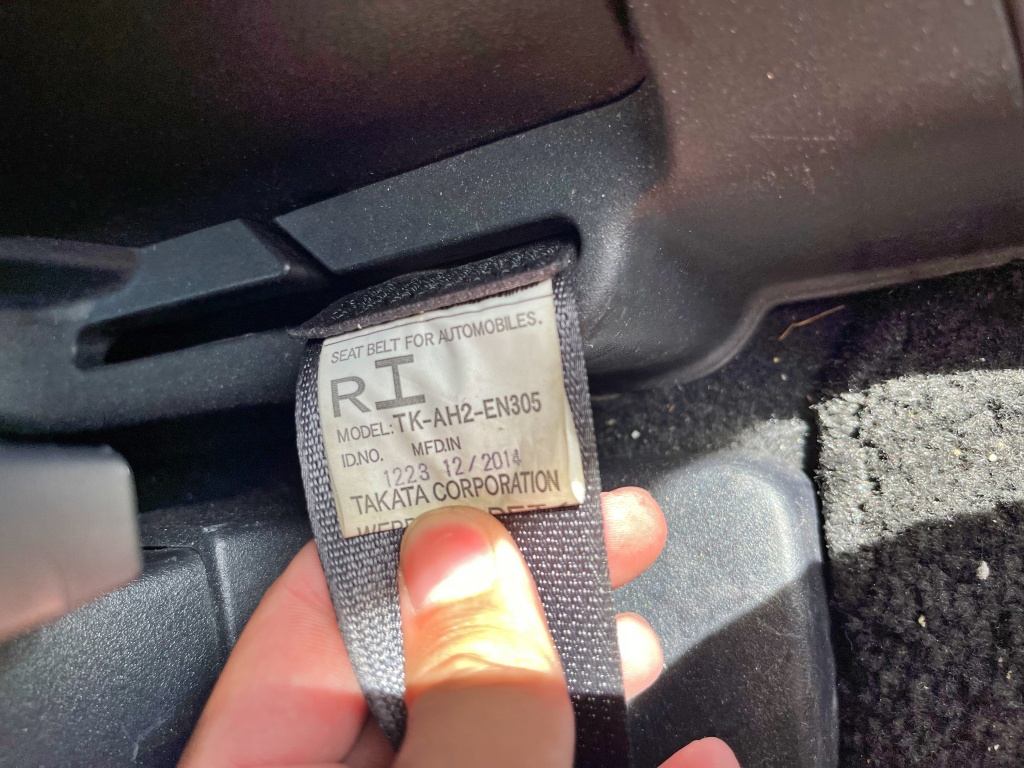 SEAT BELT FOR AUTOMOBILES.
RI
MODEL:TK-AH2-EN305
ID.NO. MFD.IN
1223 12/2014
TAKATA CORPORATION